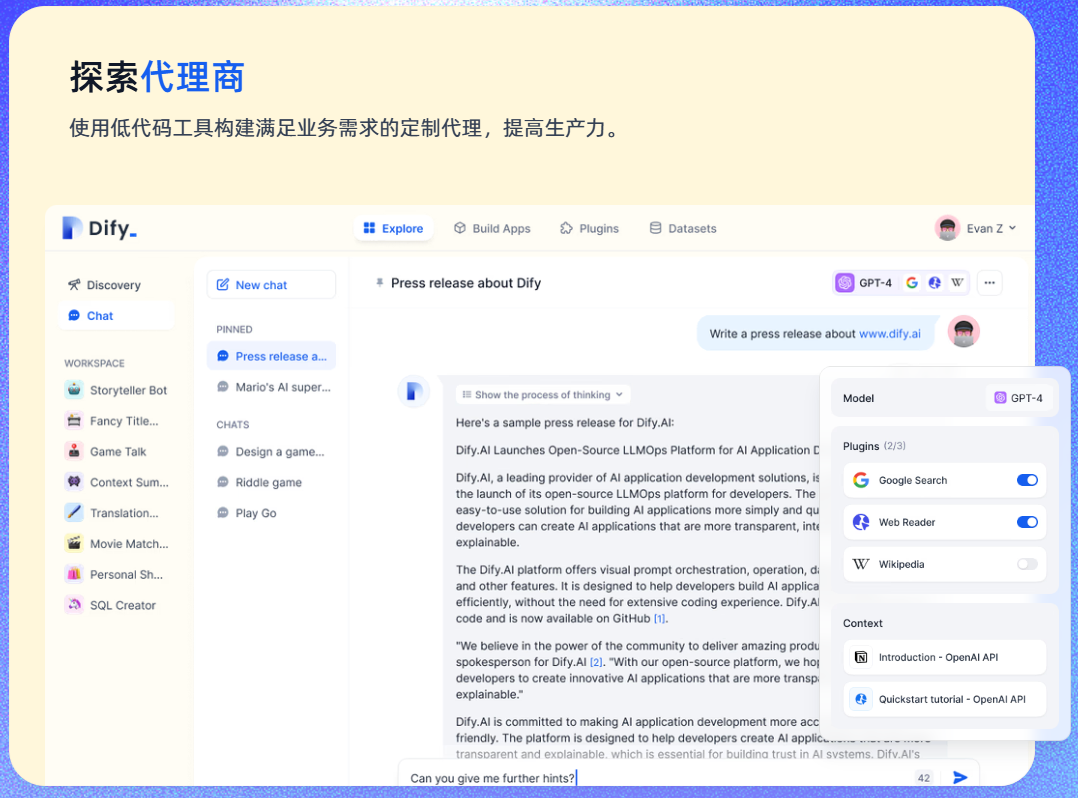 探索代理商
使用低代码工具构建满足业务需求的定制代理，提高生产力。
Dify_
Explore
Build Apps
Plugins
Datasets
Evan Z
Discovery
Chat
WORKSPACE
Storyteller Bot
Fancy Title...
Game Talk
Context Sum...
Translation...
Movie Match...
Personal Sh...
SQL Creator
New chat
PINNED
Press release a...
Mario's AI super...
CHATS
Design a game...
Riddle game
Play Go
Press release about Dify
GPT-4
Write a press release about www.dify.ai
Show the process of thinking
Here's a sample press release for Dify.AI:
Dify.AI Launches Open-Source LLMOps Platform for AI Application D
Dify.AI, a leading provider of AI application development solutions, is
the launch of its open-source LLMOps platform for developers. The
easy-to-use solution for building AI applications more simply and qu
developers can create AI applications that are more transparent, inte
explainable.
The Dify.AI platform offers visual prompt orchestration, operation, da
and other features. It is designed to help developers build AI applica
efficiently, without the need for extensive coding experience. Dify.AI
code and is now available on GitHub [1].
"We believe in the power of the community to deliver amazing produ
spokesperson for Dify.AI [2]. "With our open-source platform, we hop
developers to create innovative AI applications that are more transpa
explainable."
Dify.AI is committed to making AI application development more acc
friendly. The platform is designed to help developers create AI applications that are more
transparent and explainable, which is essential for building trust in AI systems. Dify.AI's
Can you give me further hints?
42
Model
GPT-4
Plugins (2/3)
Google Search
Web Reader
Wikipedia
Context
Introduction - OpenAI API
Quickstart tutorial - OpenAI API